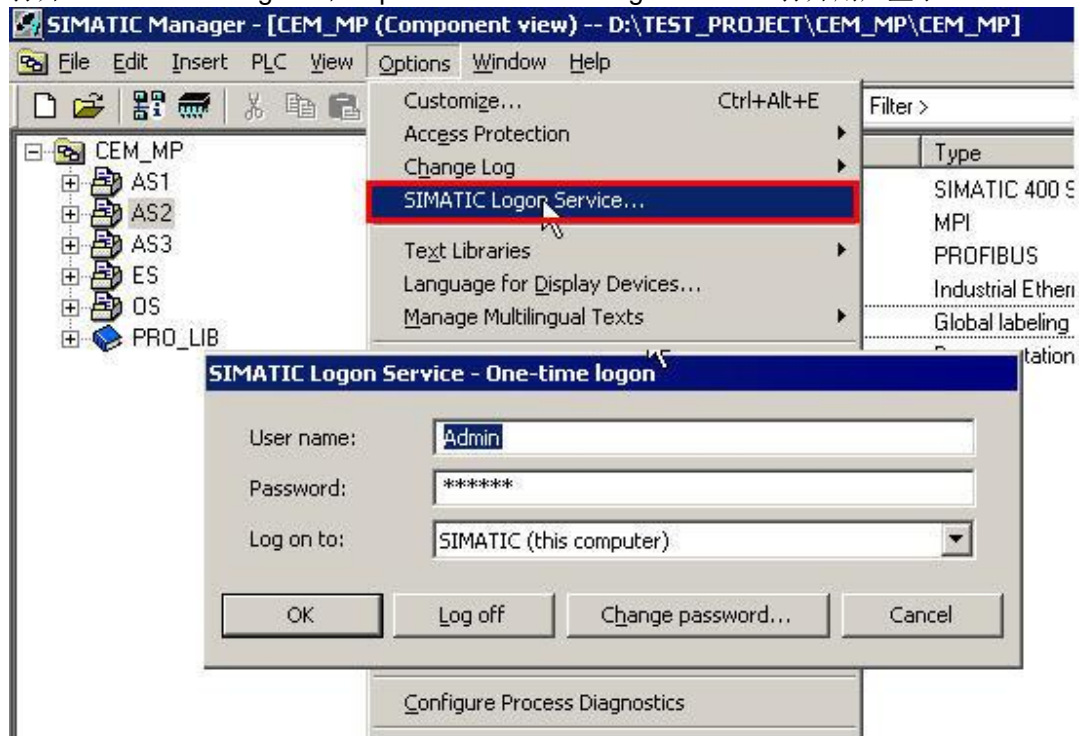 SIMATIC Manager - [CEM_MP (Component view) -- D:\TEST_PROJECT\CEM_MP\CEM_MP]
File Edit Insert PLC View Options Window Help
Customize... Ctrl+Alt+E
Filter >
Access Protection
CEM_MP
Type
Change Log
AS1
SIMATIC 400 S
SIMATIC Logon Service...
AS2
MPI
AS3
Text Libraries
PROFIBUS
ES
Language for Display Devices...
Industrial Ether
OS
Manage Multilingual Texts
Global labeling
PRO_LIB
tation
SIMATIC Logon Service - One-time logon
User name: Admin
Password: ******
Log on to: SIMATIC (this computer)
OK Log off Change password... Cancel
Configure Process Diagnostics